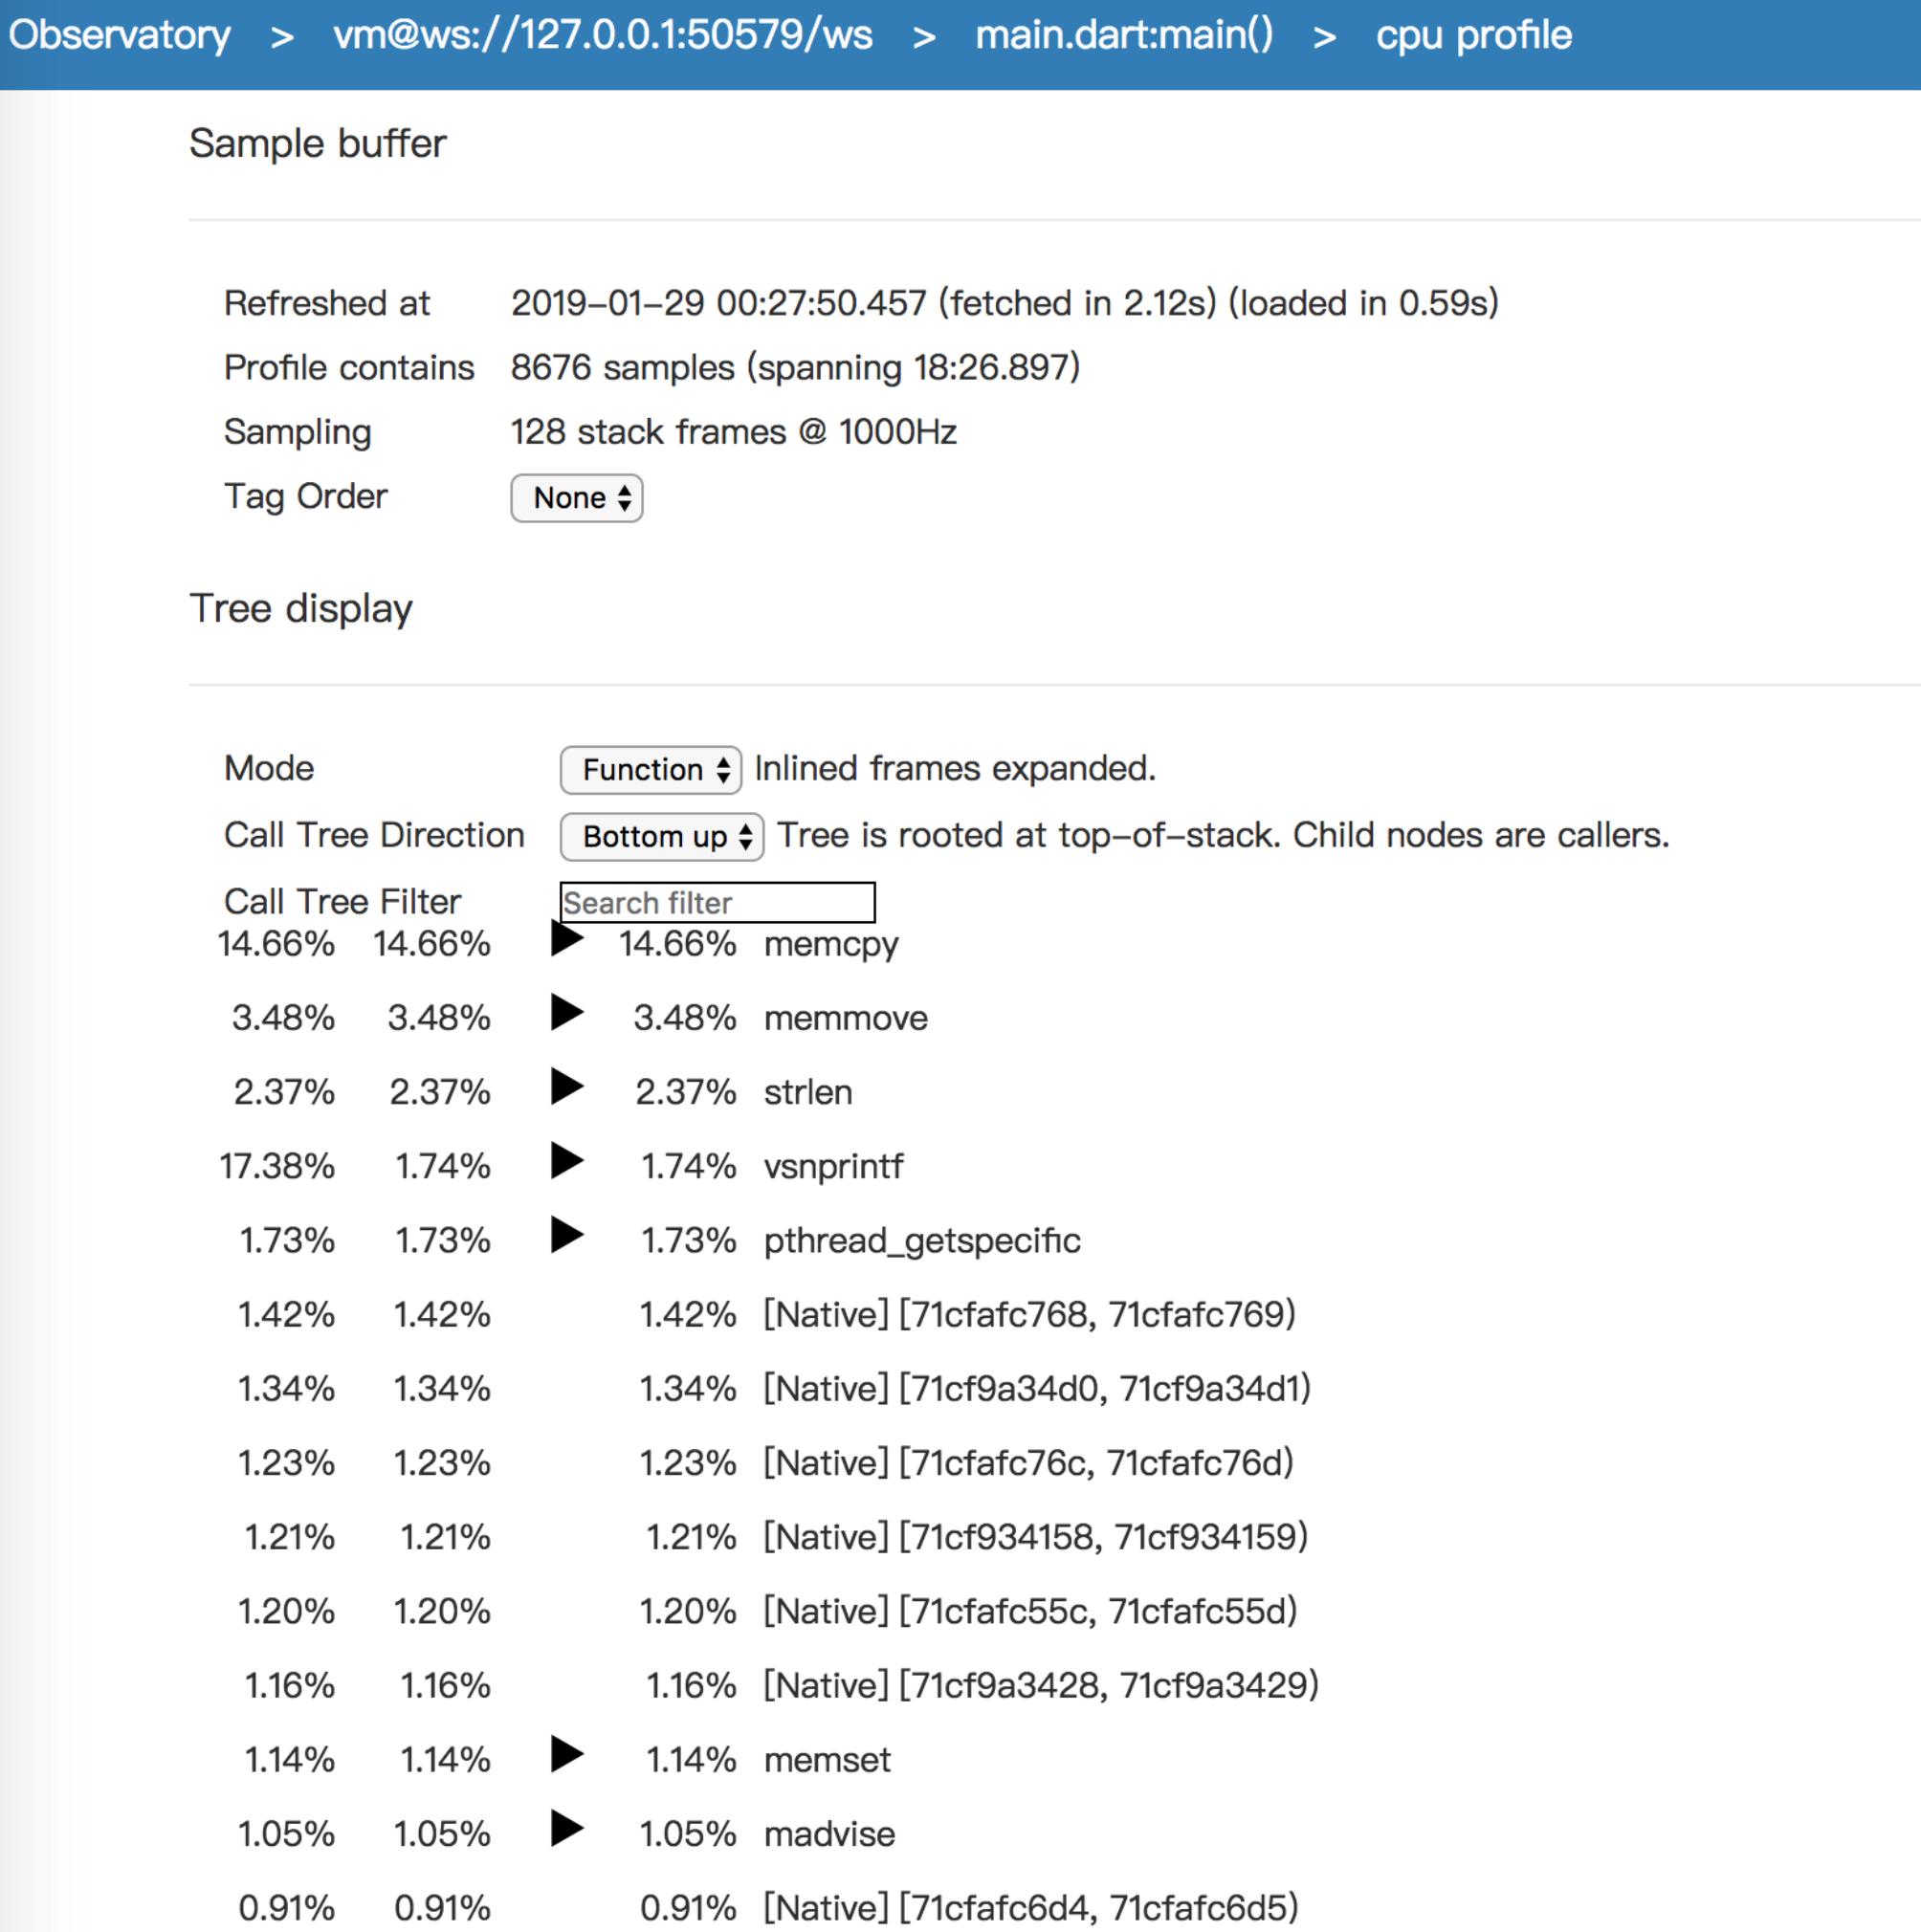 Observatory > vm@ws://127.0.0.1:50579/ws > main.dart:main() > cpu profile
Sample buffer
Refreshed at 2019-01-29 00:27:50.457 (fetched in 2.12s) (loaded in 0.59s)
Profile contains 8676 samples (spanning 18:26.897)
Sampling 128 stack frames @ 1000Hz
Tag Order None
Tree display
Mode Function Inlined frames expanded.
Call Tree Direction Bottom up Tree is rooted at top-of-stack. Child nodes are callers.
Call Tree Filter Search filter
14.66% 14.66% ▶ 14.66% memcpy
3.48% 3.48% ▶ 3.48% memmove
2.37% 2.37% ▶ 2.37% strlen
17.38% 1.74% ▶ 1.74% vsnprintf
1.73% 1.73% ▶ 1.73% pthread_getspecific
1.42% 1.42% 1.42% [Native] [71cfafc768, 71cfafc769)
1.34% 1.34% 1.34% [Native] [71cf9a34d0, 71cf9a34d1)
1.23% 1.23% 1.23% [Native] [71cfafc76c, 71cfafc76d)
1.21% 1.21% 1.21% [Native] [71cf934158, 71cf934159)
1.20% 1.20% 1.20% [Native] [71cfafc55c, 71cfafc55d)
1.16% 1.16% 1.16% [Native] [71cf9a3428, 71cf9a3429)
1.14% 1.14% ▶ 1.14% memset
1.05% 1.05% ▶ 1.05% madvise
0.91% 0.91% 0.91% [Native] [71cfafc6d4, 71cfafc6d5)